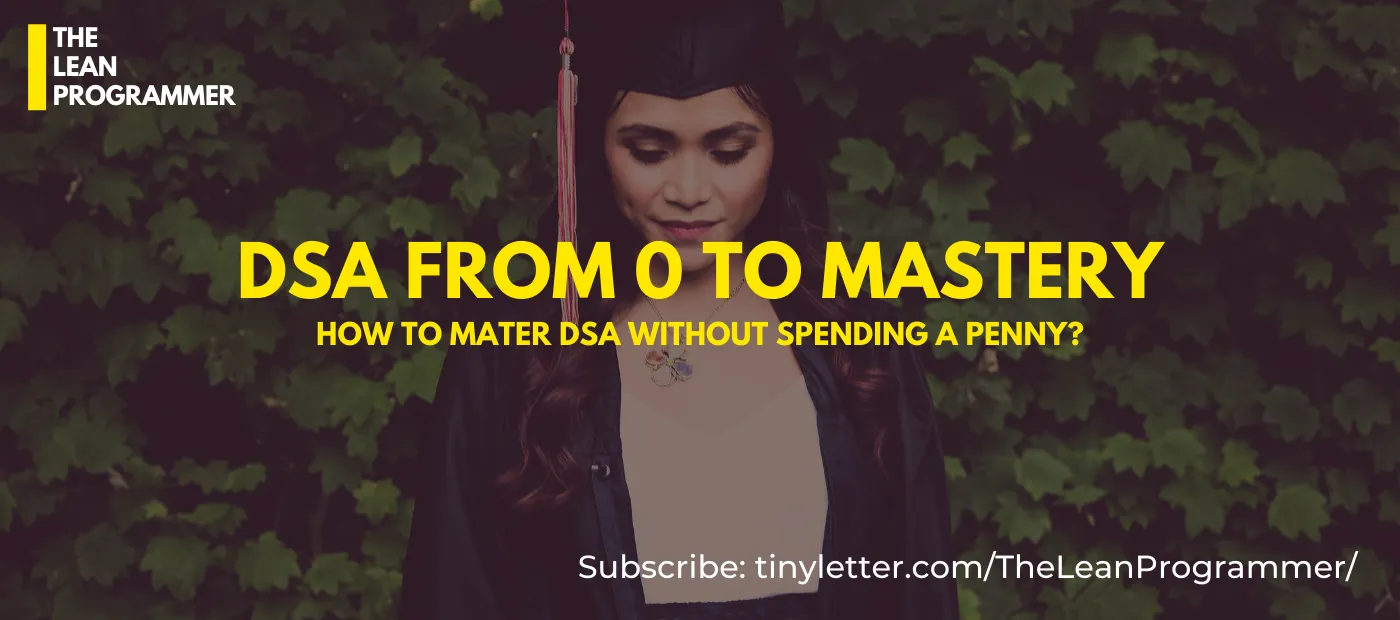 THE
LEAN
PROGRAMMER
DSA FROM 0 TO MASTERY
HOW TO MATER DSA WITHOUT SPENDING A PENNY?
Subscribe: tinyletter.com/TheLeanProgrammer/